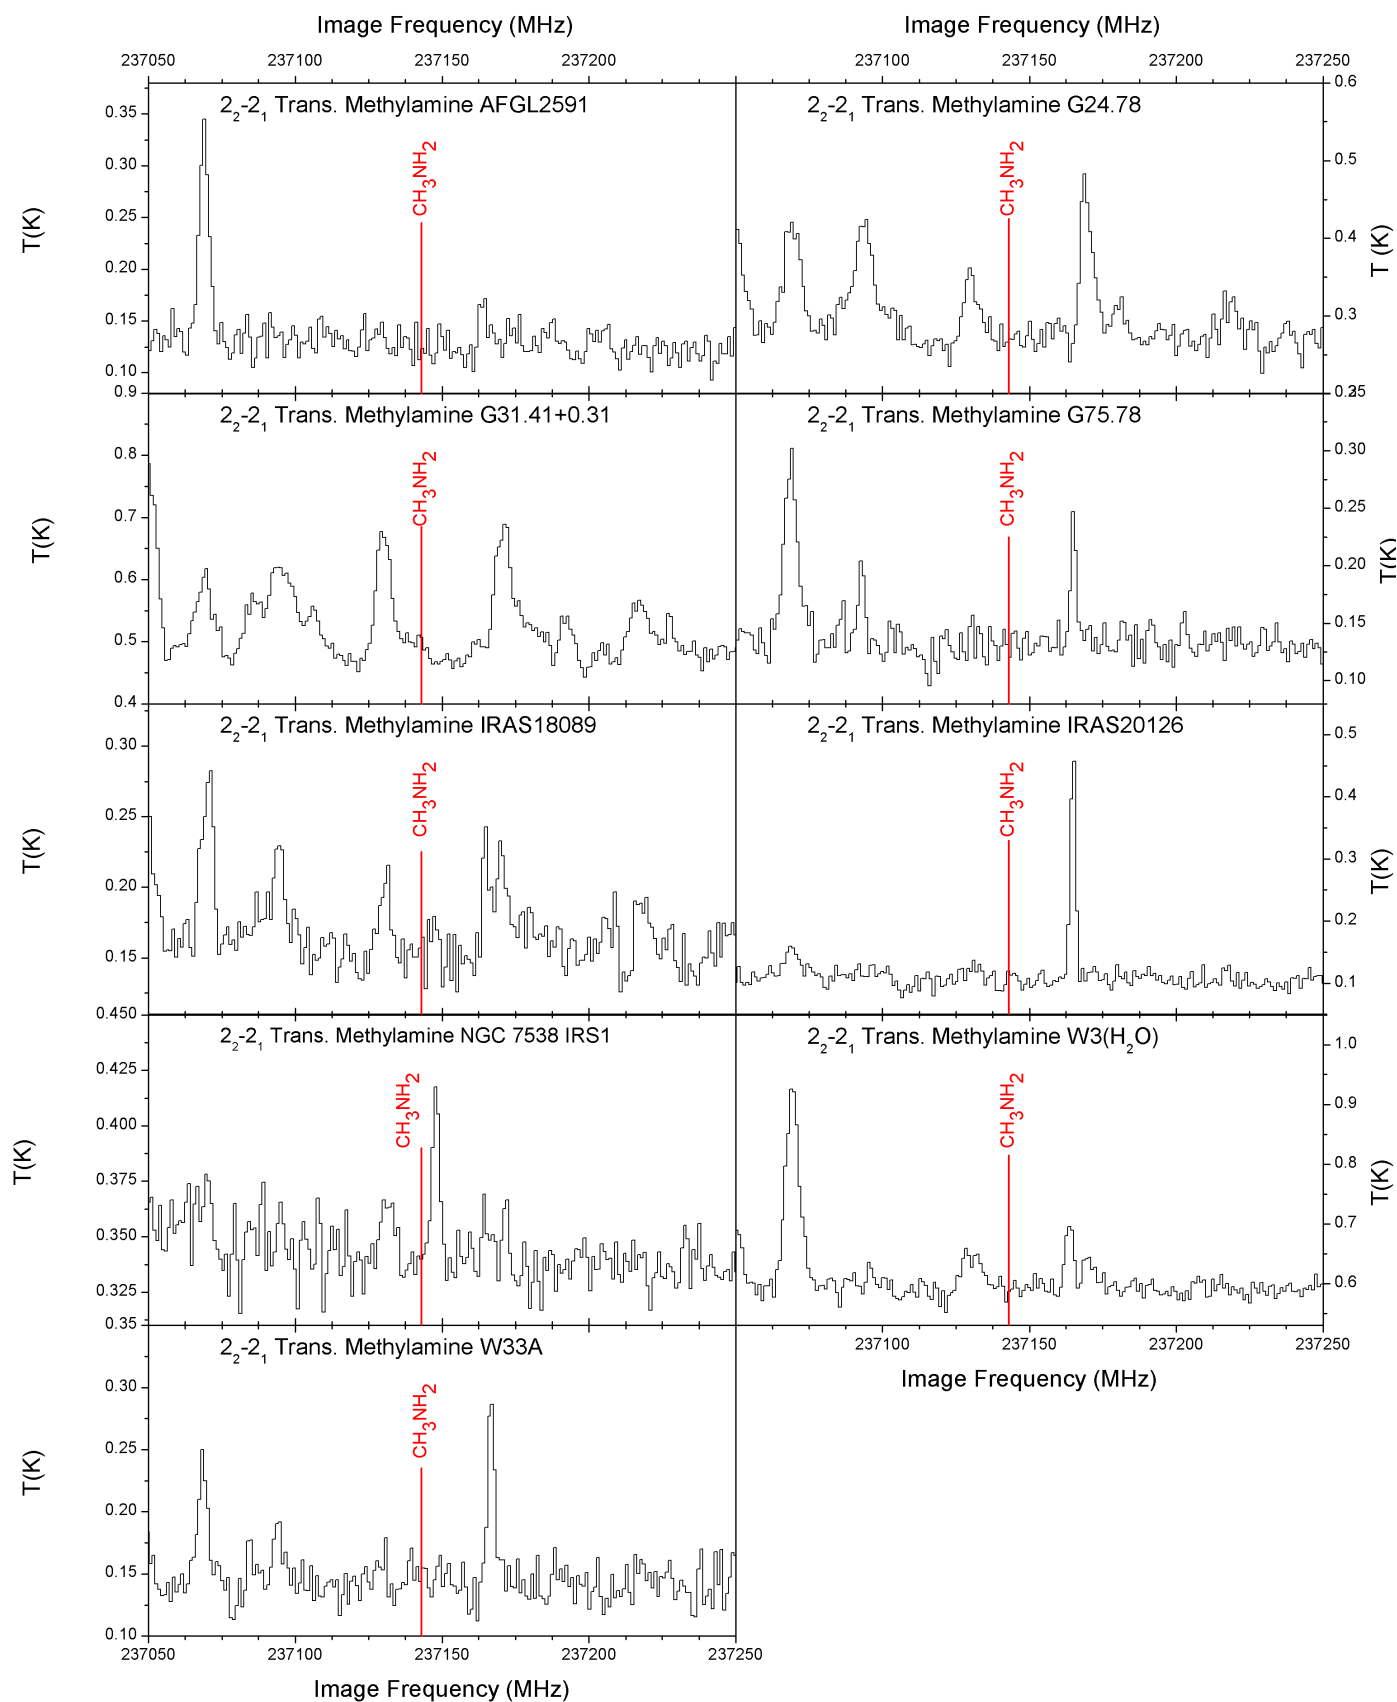 Image Frequency (MHz) Image Frequency (MHz)
237050 237100 237150 237200 237100 237150 237200 237250
2₂-2₁ Trans. Methylamine AFGL2591
T(K)
0.35
0.30
0.25
0.20
0.15
0.10
CH₃NH₂
2₂-2₁ Trans. Methylamine G24.78
T (K)
0.6
0.5
0.4
0.3
CH₃NH₂
2₂-2₁ Trans. Methylamine G31.41+0.31
T(K)
0.9
0.8
0.7
0.6
0.5
0.4
CH₃NH₂
2₂-2₁ Trans. Methylamine G75.78
T(K)
0.25
0.30
0.25
0.20
0.15
0.10
CH₃NH₂
2₂-2₁ Trans. Methylamine IRAS18089
T(K)
0.30
0.25
0.20
0.15
CH₃NH₂
2₂-2₁ Trans. Methylamine IRAS20126
T(K)
0.5
0.4
0.3
0.2
0.1
CH₃NH₂
2₂-2₁ Trans. Methylamine NGC 7538 IRS1
T(K)
0.450
0.425
0.400
0.375
0.350
0.325
CH₃NH₂
2₂-2₁ Trans. Methylamine W3(H₂O)
T(K)
1.0
0.9
0.8
0.7
0.6
CH₃NH₂
237100 237150 237200 237250
Image Frequency (MHz)
2₂-2₁ Trans. Methylamine W33A
T(K)
0.35
0.30
0.25
0.20
0.15
0.10
CH₃NH₂
237050 237100 237150 237200 237250
Image Frequency (MHz)